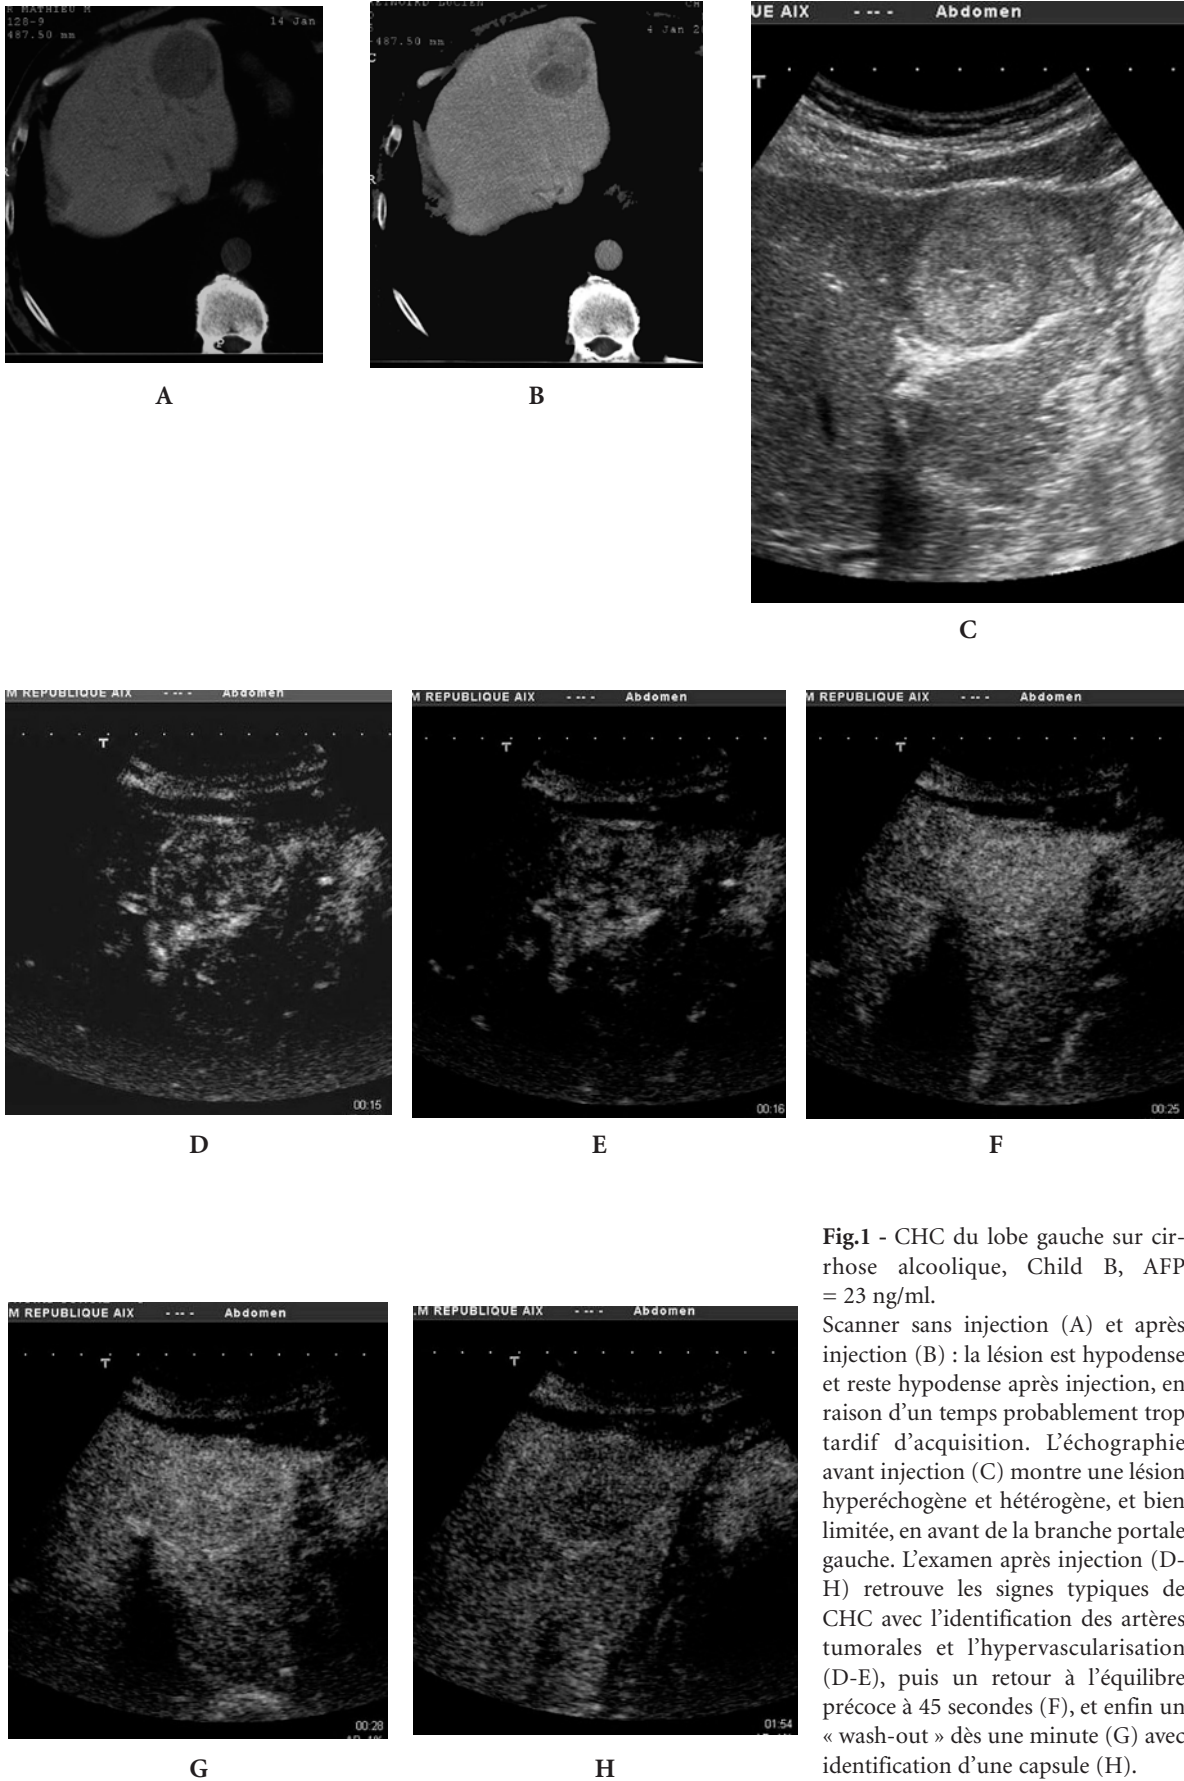 R MATHIEU M
128-9
487.50 mm
14 Jan
R
P
A
LUCIEN
CH
-487.50 mm
C
R
B
UE AIX - -- - Abdomen
T
C
M REPUBLIQUE AIX - -- - Abdomen
T
00:15
D
M REPUBLIQUE AIX - -- - Abdomen
T
00:16
E
M REPUBLIQUE AIX - -- - Abdomen
T
00:25
F
M REPUBLIQUE AIX - -- - Abdomen
T
00:28
G
.M REPUBLIQUE AIX - -- - Abdomen
T
01:54
H
Fig.1 - CHC du lobe gauche sur cir-
rhose alcoolique, Child B, AFP
= 23 ng/ml.
Scanner sans injection (A) et après
injection (B) : la lésion est hypodense
et reste hypodense après injection, en
raison d'un temps probablement trop
tardif d'acquisition. L'échographie
avant injection (C) montre une lésion
hyperéchogène et hétérogène, et bien
limitée, en avant de la branche portale
gauche. L'examen après injection (D-
H) retrouve les signes typiques de
CHC avec l'identification des artères
tumorales et l'hypervascularisation
(D-E), puis un retour à l'équilibre
précoce à 45 secondes (F), et enfin un
« wash-out » dès une minute (G) avec
identification d'une capsule (H).